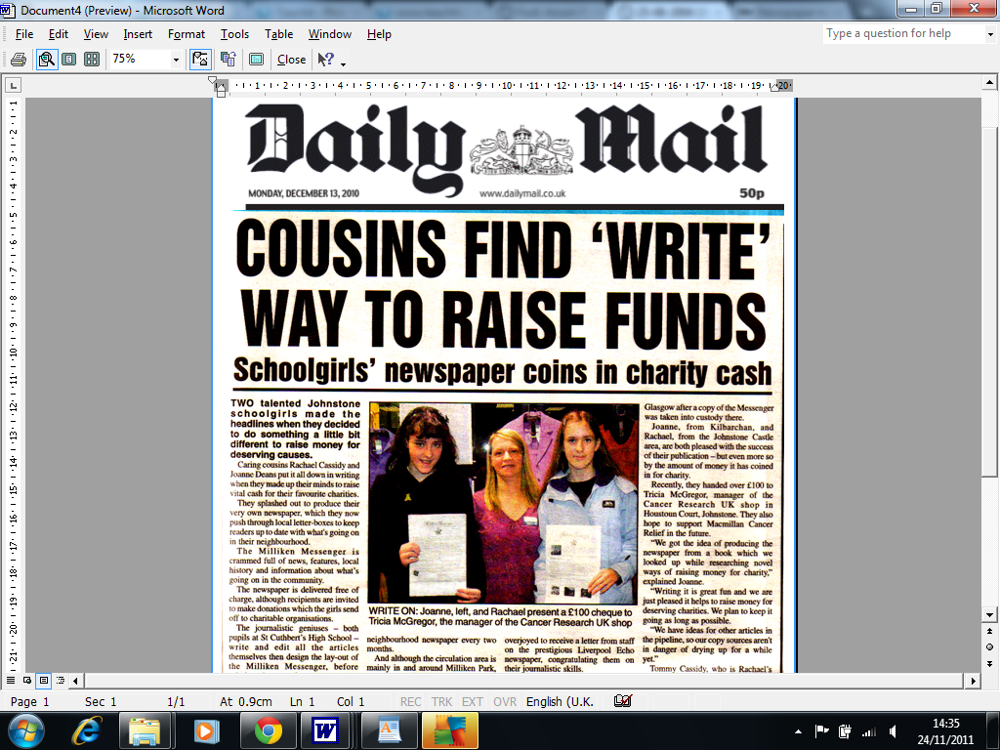 Document4 (Preview) - Microsoft Word
File Edit View Insert Format Tools Table Window Help
Type a question for help
75%
Close
Daily Mail
MONDAY, DECEMBER 13, 2010
www.dailymail.co.uk
50p
COUSINS FIND ‘WRITE’
WAY TO RAISE FUNDS
Schoolgirls’ newspaper coins in charity cash
TWO talented Johnstone
schoolgirls made the
headlines when they decided
to do something a little bit
different to raise money for
deserving causes.
Caring cousins Rachael Cassidy and
Joanne Deans put it all down in writing
when they made up their minds to raise
vital cash for their favourite charities.
They splashed out to produce their
very own newspaper, which they now
push through local letter-boxes to keep
readers up to date with what's going on
in their neighbourhood.
The Milliken Messenger is
crammed full of news, features, local
history and information about what's
going on in the community.
The newspaper is delivered free of
charge, although recipients are invited
to make donations which the girls send
off to charitable organisations.
The journalistic geniuses – both
pupils at St Cuthbert's High School –
write and edit all the articles
themselves then design the lay-out of
the Milliken Messenger, before
WRITE ON: Joanne, left, and Rachael present a £100 cheque to
Tricia McGregor, the manager of the Cancer Research UK shop
neighbourhood newspaper every two
months.
And although the circulation area is
mainly in and around Milliken Park,
overjoyed to receive a letter from staff
on the prestigious Liverpool Echo
newspaper, congratulating them on
their journalistic skills.
Glasgow after a copy of the Messenger
was taken into custody there.
Joanne, from Kilbarchan, and
Rachael, from the Johnstone Castle
area, are both pleased with the success
of their publication – but even more so
by the amount of money it has coined
in for charity.
Recently, they handed over £100 to
Tricia McGregor, manager of the
Cancer Research UK shop in
Houstoun Court, Johnstone. They also
hope to support Macmillan Cancer
Relief in the future.
“We got the idea of producing the
newspaper from a book which we
looked up while researching novel
ways of raising money for charity,”
explained Joanne.
“Writing it is great fun and we are
just pleased it helps to raise money for
deserving charities. We plan to keep it
going as long as possible.
“We have ideas for other articles in
the pipeline, so our copy sources aren't
in danger of drying up for a while
yet.”
Tommy Cassidy, who is Rachael's
Page 1 Sec 1 1/1 At 0.9cm Ln 1 Col 1 REC TRK EXT OVR English (U.K.
14:35
24/11/2011